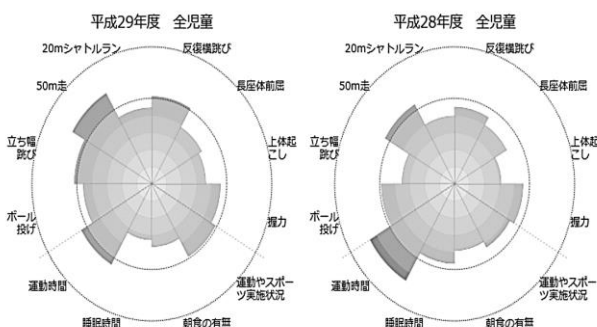 平成29年度 全児童
20mシャトルラン
反復横跳び
50m走
長座体前屈
立ち幅
跳び
上体起
こし
ボール
投げ
握力
運動時間
運動やスポー
ツ実施状況
睡眠時間
朝食の有無
平成28年度 全児童
20mシャトルラン
反復横跳び
50m走
長座体前屈
立ち幅
跳び
上体起
こし
ボール
投げ
握力
運動時間
運動やスポー
ツ実施状況
睡眠時間
朝食の有無